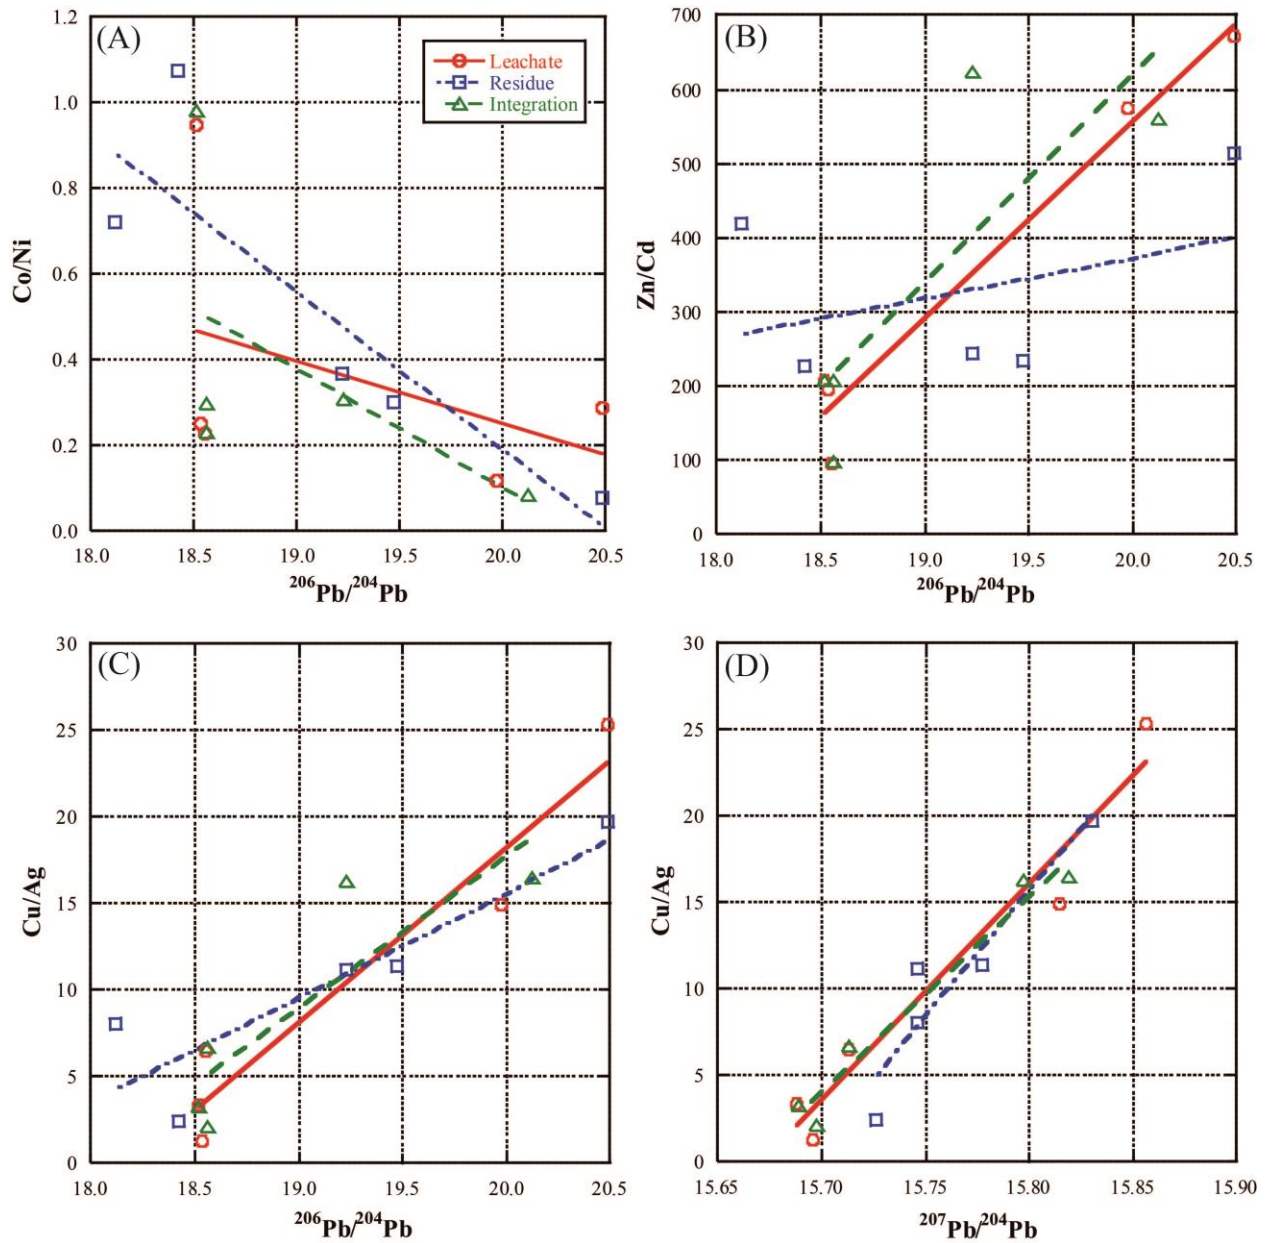 (A)
1.2
1.0
0.8
0.6
0.4
0.2
0.0
Co/Ni
Leachate
Residue
Integration
18.0 18.5 19.0 19.5 20.0 20.5
206Pb/204Pb
(B)
700
600
500
400
300
200
100
0
Zn/Cd
18.0 18.5 19.0 19.5 20.0 20.5
206Pb/204Pb
(C)
30
25
20
15
10
5
0
Cu/Ag
18.0 18.5 19.0 19.5 20.0 20.5
206Pb/204Pb
(D)
30
25
20
15
10
5
0
Cu/Ag
15.65 15.70 15.75 15.80 15.85 15.90
207Pb/204Pb